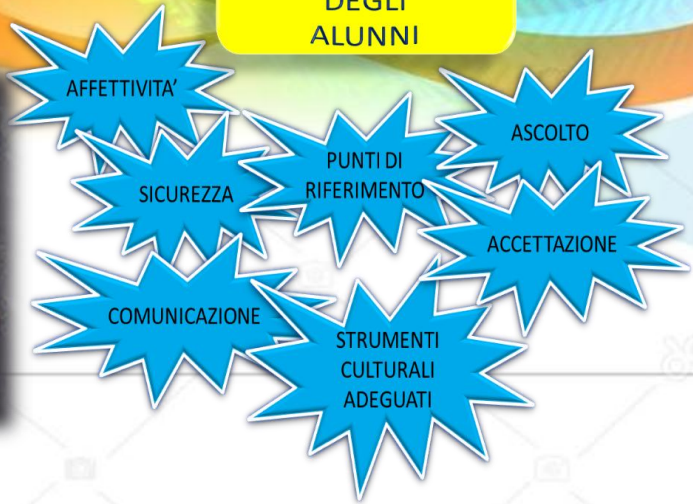 DEGLI
ALUNNI
AFFETTIVITA’
ASCOLTO
PUNTI DI
RIFERIMENTO
SICUREZZA
ACCETTAZIONE
COMUNICAZIONE
STRUMENTI
CULTURALI
ADEGUATI